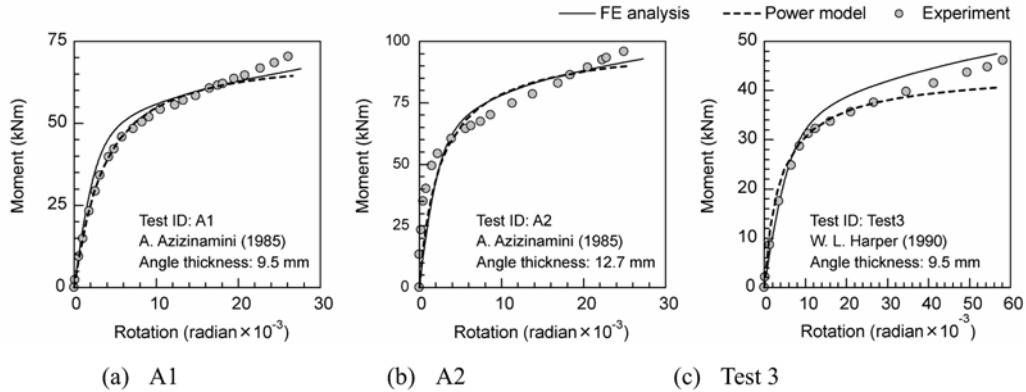 FE analysis Power model Experiment
75
50
25
0
Moment (kNm)
Test ID: A1
A. Azizinamini (1985)
Angle thickness: 9.5 mm
0 10 20 30
Rotation (radian×10⁻³)
100
75
50
25
0
Moment (kNm)
Test ID: A2
A. Azizinamini (1985)
Angle thickness: 12.7 mm
0 10 20 30
Rotation (radian×10⁻³)
50
40
30
20
10
0
Moment (kNm)
Test ID: Test3
W. L. Harper (1990)
Angle thickness: 9.5 mm
0 10 20 30 40 50 60
Rotation (radian×10⁻³)
(a) A1 (b) A2 (c) Test 3